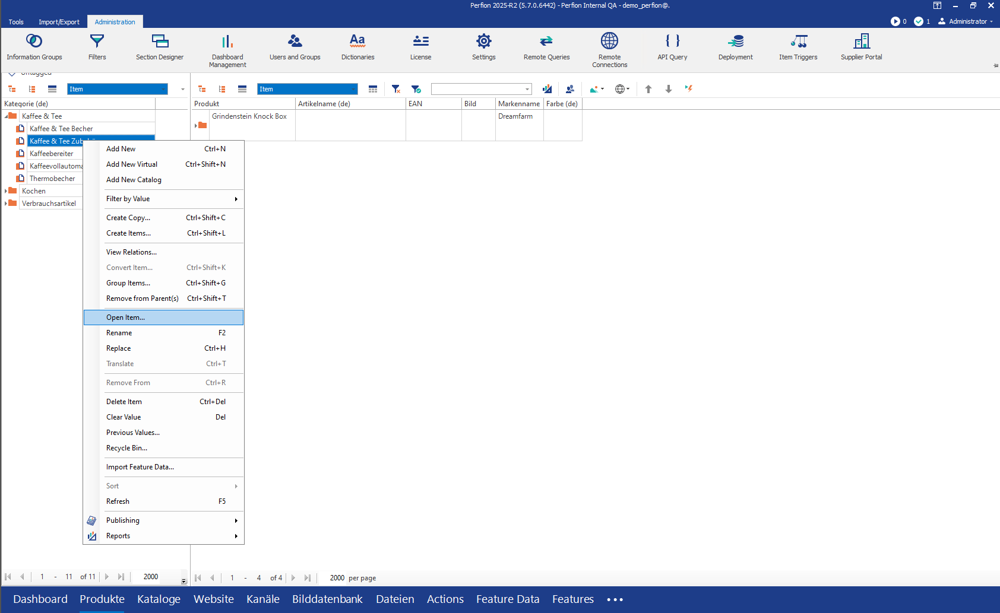 Perfion 2025-R2 (5.7.0.6442) - Perfion Internal QA - demo_perfion@.
Tools Import/Export Administration 0 1 Administrator
Information Groups Filters Section Designer Dashboard Management Users and Groups Dictionaries License Settings Remote Queries Remote Connections API Query Deployment Item Triggers Supplier Portal
Untagged
Item
Item
Kategorie (de)
Kaffee & Tee
Kaffee & Tee Becher
Kaffee & Tee Zub
Kaffeebereiter
Kaffeevollautoma
Thermobecher
Kochen
Verbrauchsartikel
Produkt Artikelname (de) EAN Bild Markenname Farbe (de)
Grindenstein Knock Box Dreamfarm
Add New Ctrl+N
Add New Virtual Ctrl+Shift+N
Add New Catalog
Filter by Value
Create Copy... Ctrl+Shift+C
Create Items... Ctrl+Shift+L
View Relations...
Convert Item... Ctrl+Shift+K
Group Items... Ctrl+Shift+G
Remove from Parent(s) Ctrl+Shift+T
Open Item...
Rename F2
Replace Ctrl+H
Translate Ctrl+T
Remove From Ctrl+R
Delete Item Ctrl+Del
Clear Value Del
Previous Values...
Recycle Bin...
Import Feature Data...
Sort
Refresh F5
Publishing
Reports
1 - 11 of 11 2000
1 - 4 of 4 2000 per page
Dashboard Produkte Kataloge Website Kanäle Bilddatenbank Dateien Actions Feature Data Features •••